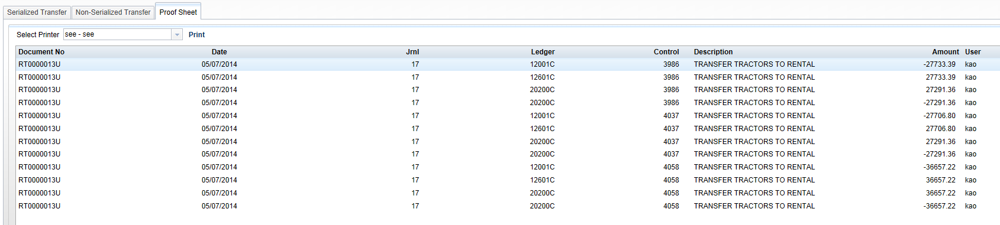 Serialized Transfer Non-Serialized Transfer Proof Sheet
Select Printer see - see Print
Document No Date Jrnl Ledger Control Description Amount User
RT0000013U 05/07/2014 17 12001C 3986 TRANSFER TRACTORS TO RENTAL -27733.39 kao
RT0000013U 05/07/2014 17 12601C 3986 TRANSFER TRACTORS TO RENTAL 27733.39 kao
RT0000013U 05/07/2014 17 20200C 3986 TRANSFER TRACTORS TO RENTAL 27291.36 kao
RT0000013U 05/07/2014 17 20200C 3986 TRANSFER TRACTORS TO RENTAL -27291.36 kao
RT0000013U 05/07/2014 17 12001C 4037 TRANSFER TRACTORS TO RENTAL -27706.80 kao
RT0000013U 05/07/2014 17 12601C 4037 TRANSFER TRACTORS TO RENTAL 27706.80 kao
RT0000013U 05/07/2014 17 20200C 4037 TRANSFER TRACTORS TO RENTAL 27291.36 kao
RT0000013U 05/07/2014 17 20200C 4037 TRANSFER TRACTORS TO RENTAL -27291.36 kao
RT0000013U 05/07/2014 17 12001C 4058 TRANSFER TRACTORS TO RENTAL -36657.22 kao
RT0000013U 05/07/2014 17 12601C 4058 TRANSFER TRACTORS TO RENTAL 36657.22 kao
RT0000013U 05/07/2014 17 20200C 4058 TRANSFER TRACTORS TO RENTAL 36657.22 kao
RT0000013U 05/07/2014 17 20200C 4058 TRANSFER TRACTORS TO RENTAL -36657.22 kao